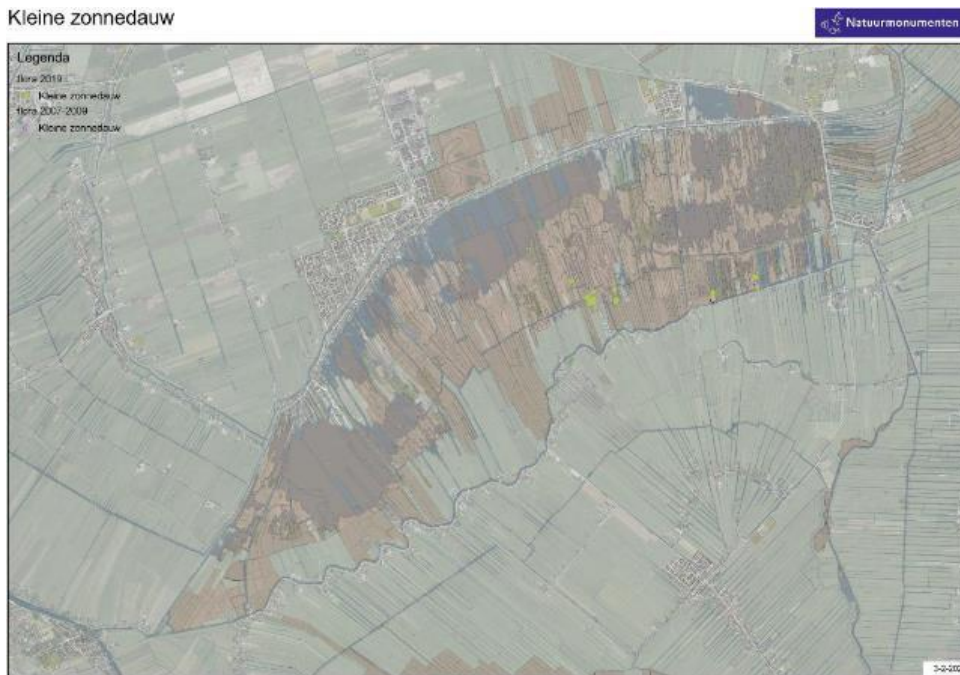 Kleine zonnedauw
Natuurmonumenten
Legenda
flora 2019
Kleine zonnedauw
flora 2007-2009
Kleine zonnedauw